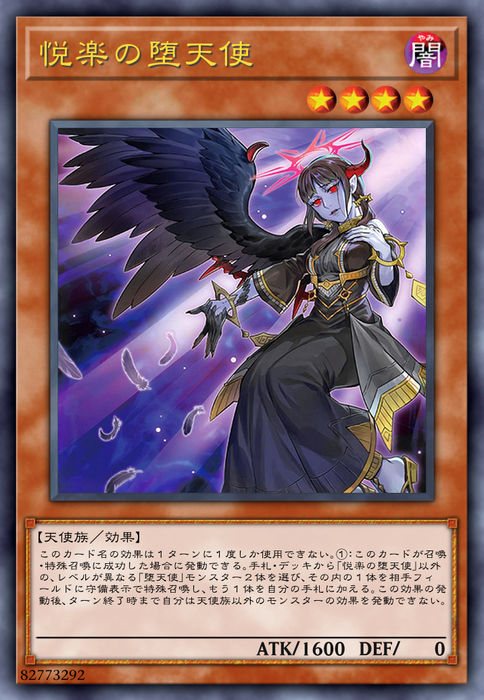 悦楽の堕天使
やみ
闇
【天使族／効果】
このカード名の効果は１ターンに１度しか使用できない。①：このカードが召喚
・特殊召喚に成功した場合に発動できる。手札・デッキから「悦楽の堕天使」以外
の、レベルが異なる「堕天使」モンスター２体を選び、その内の１体を相手フィ
ールドに守備表示で特殊召喚し、もう１体を自分の手札に加える。この効果の発
動後、ターン終了時まで自分は天使族以外のモンスターの効果を発動できない。
ATK/1600 DEF/ 0
82773292